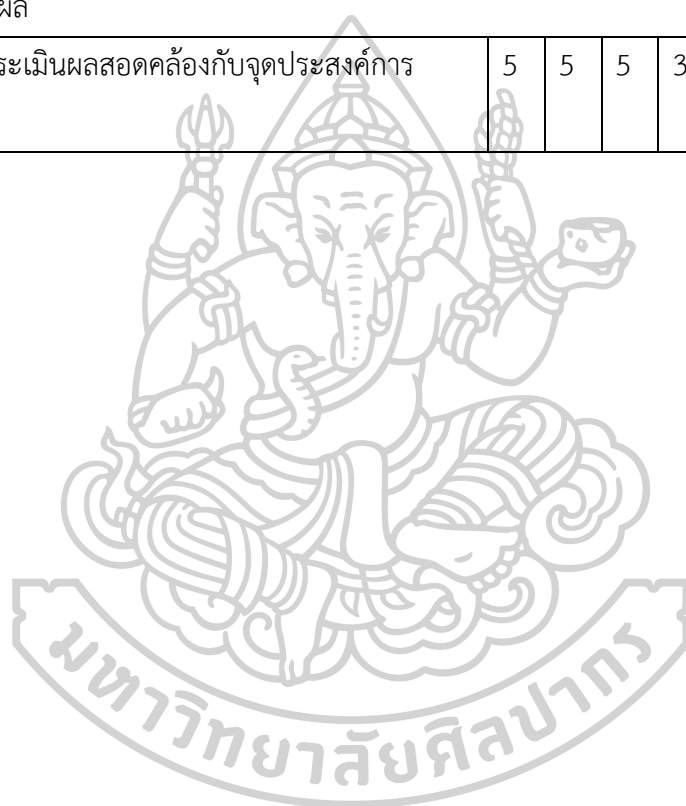 ผล
ระเมินผลสอดคล้องกับจุดประสงค์การ 5 5 5 3
มหาวิทยาลัยศิลปากร